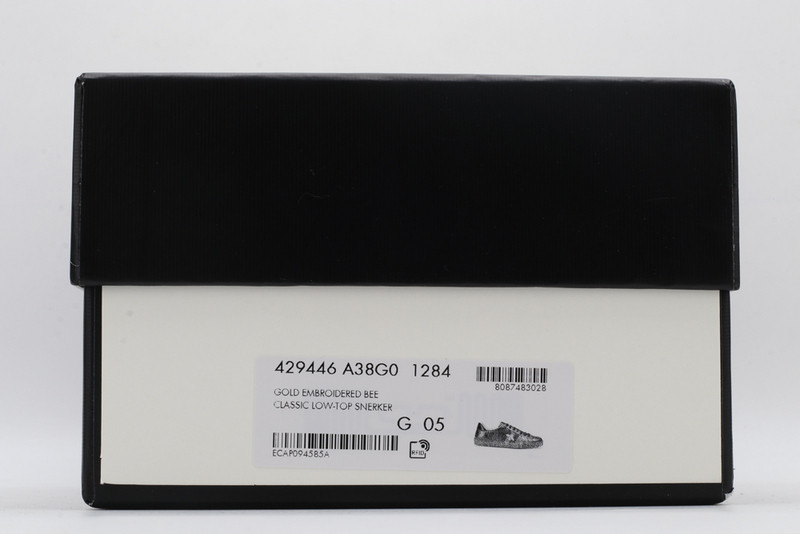 429446 A38G0 1284
8087483028
GOLD EMBROIDERED BEE
CLASSIC LOW-TOP SNERKER
G 05
ECAP094585A
RFID